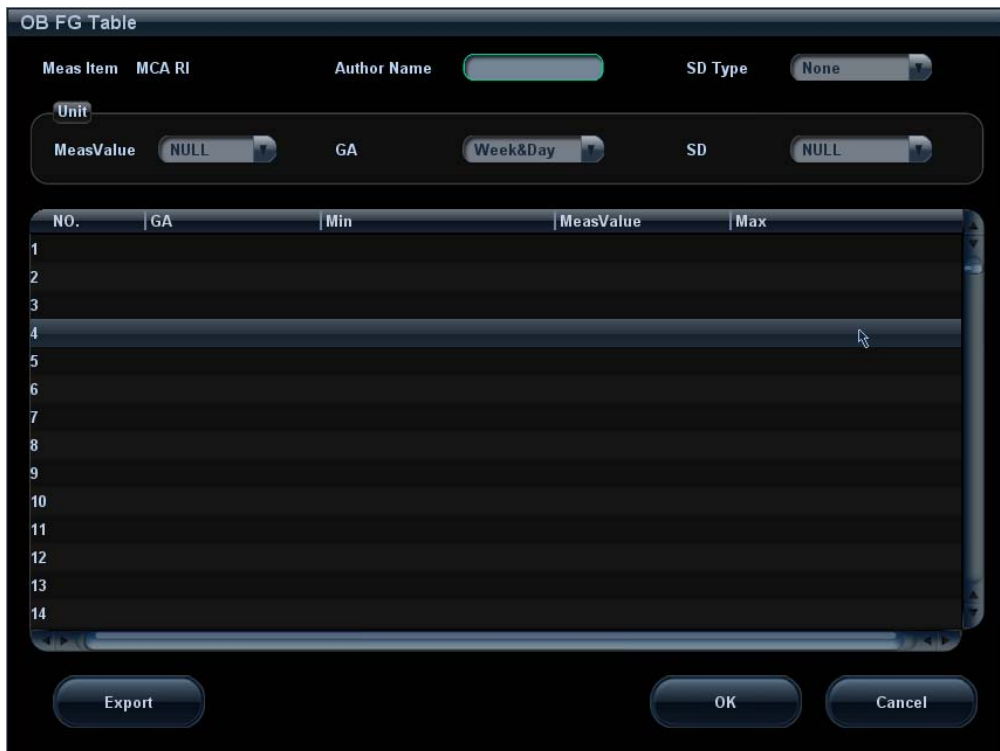 OB FG Table
Meas Item MCA RI Author Name SD Type None
Unit
MeasValue NULL GA Week&Day SD NULL
NO. GA Min MeasValue Max
1
2
3
4
5
6
7
8
9
10
11
12
13
14
Export OK Cancel